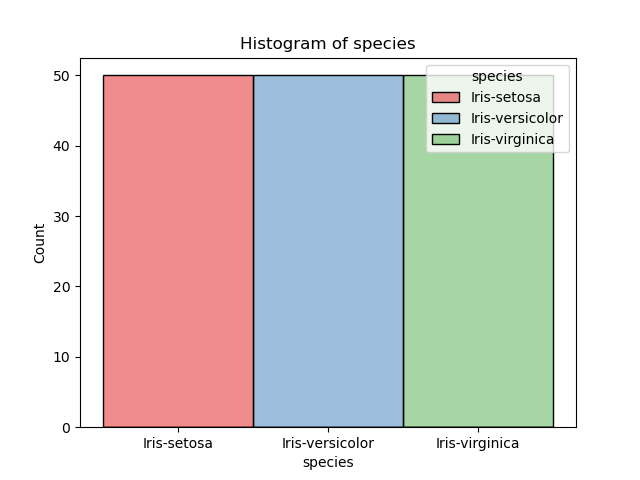 Histogram of species
50
40
30
20
10
0
Count
species
Iris-setosa
Iris-versicolor
Iris-virginica
Iris-setosa
Iris-versicolor
Iris-virginica
species